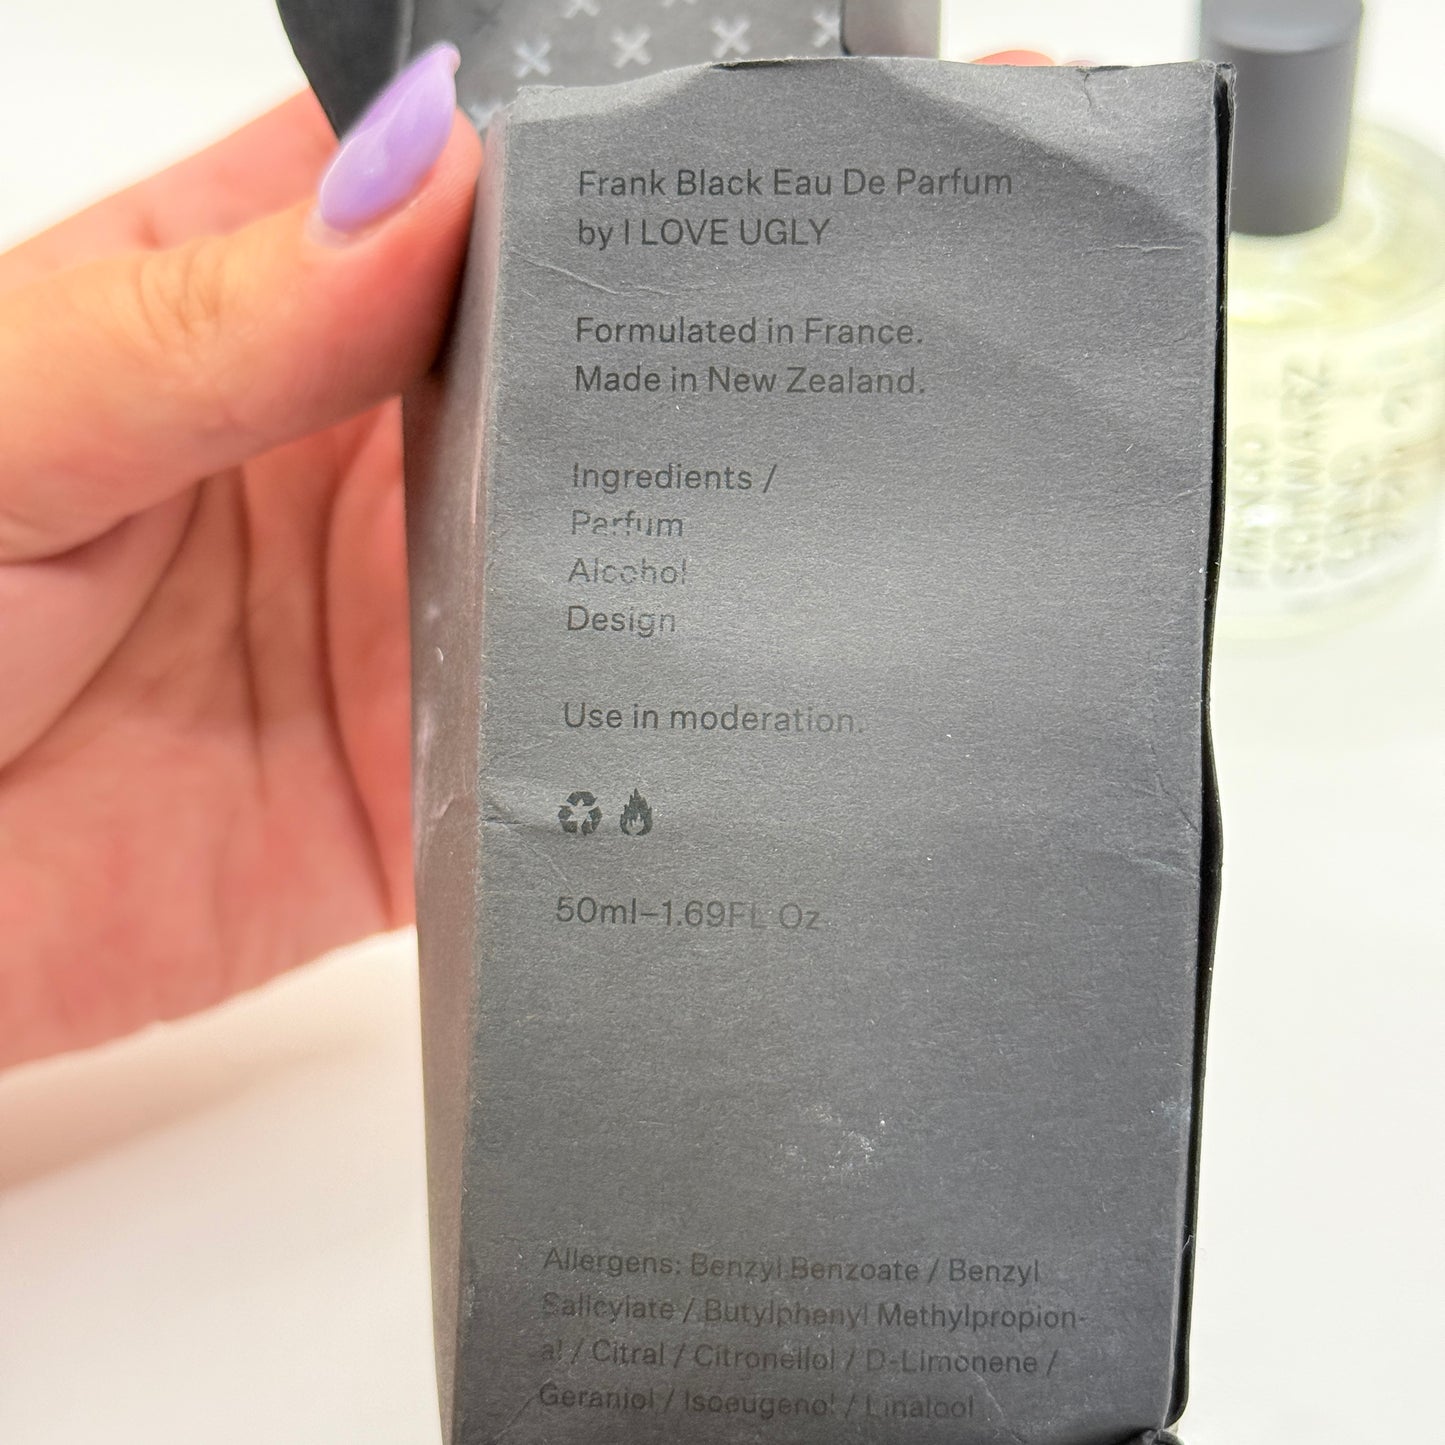 Frank Black Eau De Parfum
by I LOVE UGLY
Formulated in France.
Made in New Zealand.
Ingredients /
Parfum
Alcohol
Design
Use in moderation.
50ml–1.69FL Oz
Allergens: Benzyl Benzoate / Benzyl
Salicylate / Butylphenyl Methylpropion-
al / Citral / Citronellol / D-Limonene /
Geraniol / Isoeugenol / Linalool